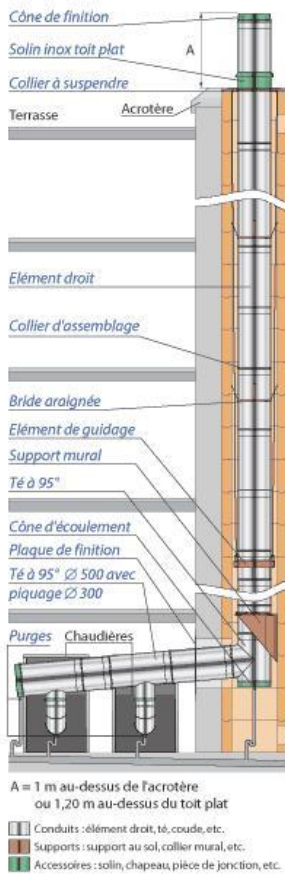 Cône de finition
A
Solin inox toit plat
Collier à suspendre
Terrasse
Acrotère
Elément droit
Collier d'assemblage
Bride araignée
Elément de guidage
Support mural
Té à 95°
Cône d'écoulement
Plaque de finition
Té à 95° Ø 500 avec
piquage Ø 300
Purges
Chaudières
A = 1 m au-dessus de l'acrotère
ou 1,20 m au-dessus du toit plat
Conduits : élément droit, té, coude, etc.
Supports : support au sol, collier mural, etc.
Accessoires : solin, chapeau, pièce de jonction, etc.